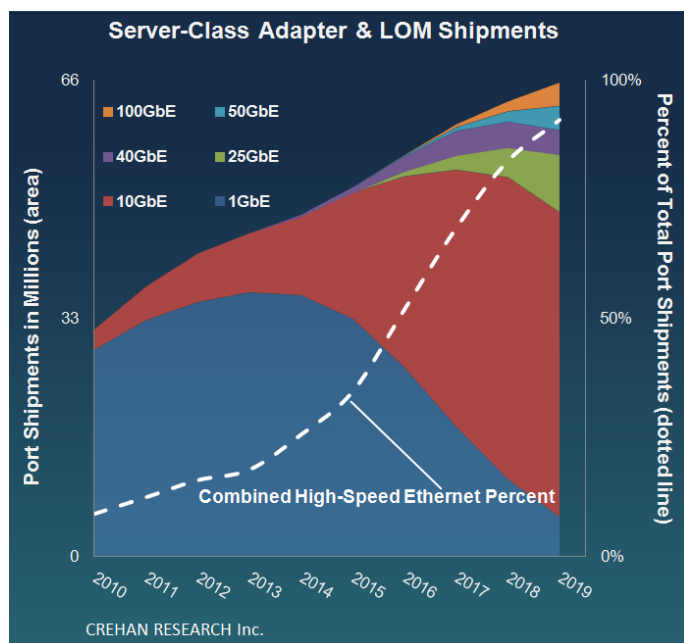 Server-Class Adapter & LOM Shipments
66
100%
100GbE
50GbE
40GbE
25GbE
10GbE
1GbE
Port Shipments in Millions (area)
Percent of Total Port Shipments (dotted line)
33
50%
Combined High-Speed Ethernet Percent
0
0%
2010
2011
2012
2013
2014
2015
2016
2017
2018
2019
CREHAN RESEARCH Inc.